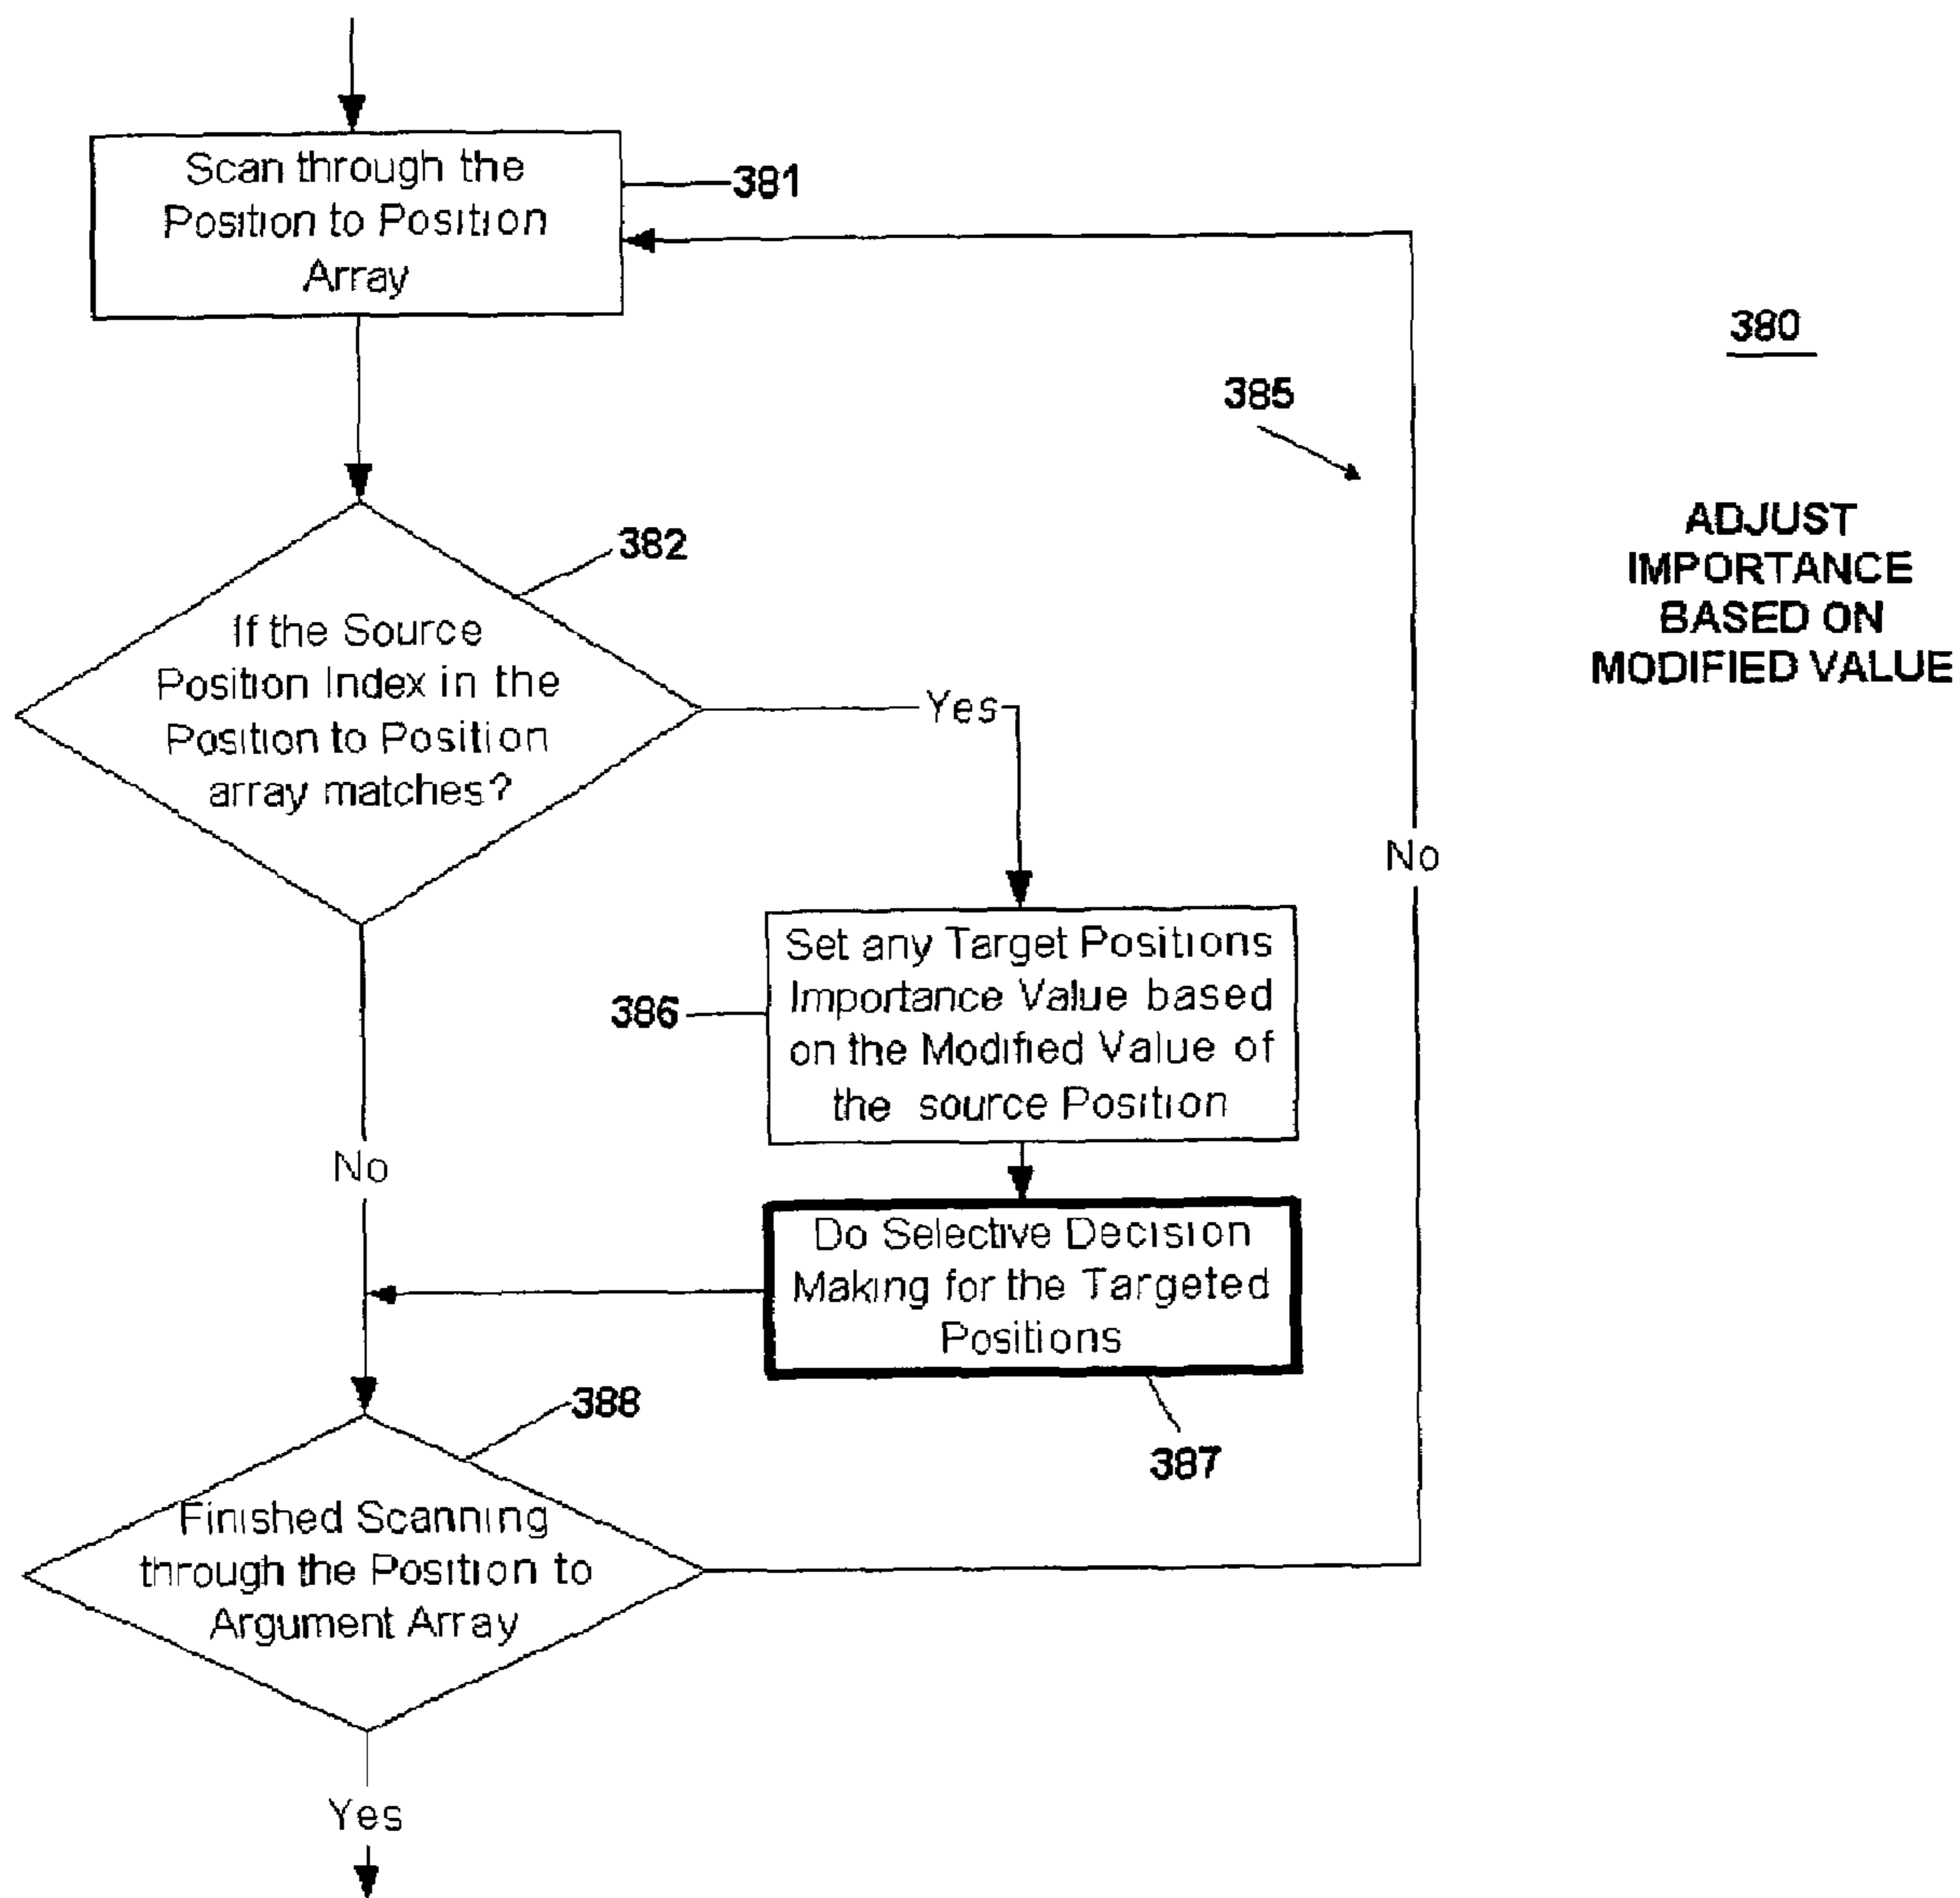 Scan through the
Position to Position
Array
381
380
385
ADJUST
IMPORTANCE
BASED ON
MODIFIED VALUE
382
If the Source
Position Index in the
Position to Position
array matches?
Yes
No
Set any Target Positions
Importance Value based
on the Modified Value of
the source Position
386
No
Do Selective Decision
Making for the Targeted
Positions
387
388
Finished Scanning
through the Position to
Argument Array
Yes